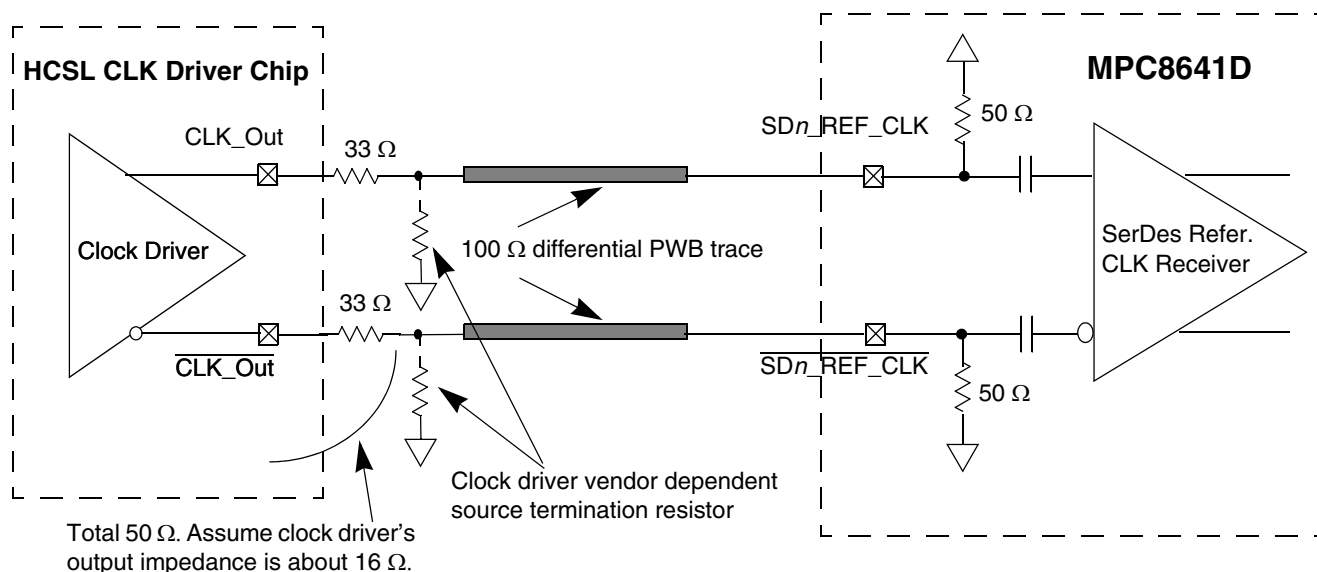 HCSL CLK Driver Chip
MPC8641D
CLK_Out
33 Ω
SDn_REF_CLK
50 Ω
Clock Driver
100 Ω differential PWB trace
SerDes Refer.
CLK Receiver
33 Ω
CLK_Out
SDn_REF_CLK
50 Ω
Clock driver vendor dependent
source termination resistor
Total 50 Ω. Assume clock driver's
output impedance is about 16 Ω.